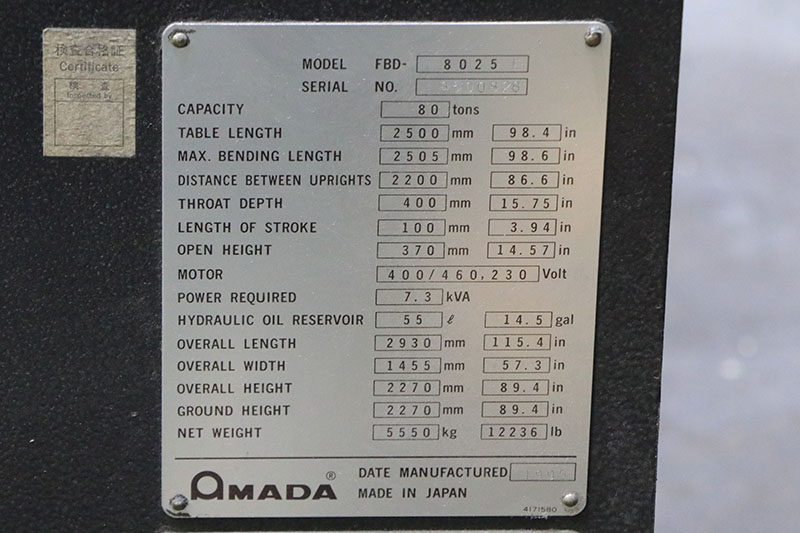 検査合格証
Certificate
検 査
Inspected by
MODEL FBD- 8025
SERIAL NO.
CAPACITY 80 tons
TABLE LENGTH 2500 mm 98.4 in
MAX. BENDING LENGTH 2505 mm 98.6 in
DISTANCE BETWEEN UPRIGHTS 2200 mm 86.6 in
THROAT DEPTH 400 mm 15.75 in
LENGTH OF STROKE 100 mm 3.94 in
OPEN HEIGHT 370 mm 14.57 in
MOTOR 400/460,230 Volt
POWER REQUIRED 7.3 kVA
HYDRAULIC OIL RESERVOIR 55 ℓ 14.5 gal
OVERALL LENGTH 2930 mm 115.4 in
OVERALL WIDTH 1455 mm 57.3 in
OVERALL HEIGHT 2270 mm 89.4 in
GROUND HEIGHT 2270 mm 89.4 in
NET WEIGHT 5550 kg 12236 lb
DATE MANUFACTURED
AMADA ® MADE IN JAPAN
4171580